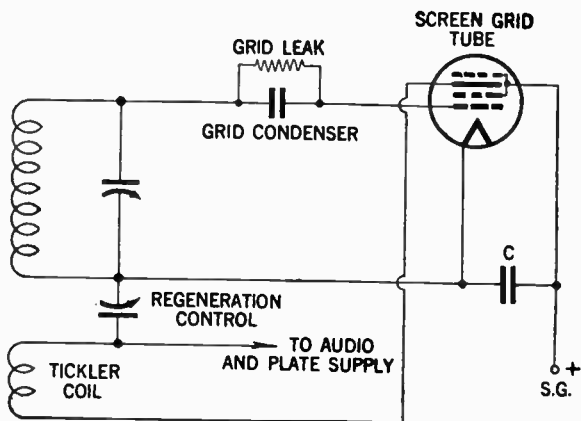 SCREEN GRID
TUBE
GRID LEAK
GRID CONDENSER
C
REGENERATION
CONTROL
TO AUDIO
AND PLATE SUPPLY
TICKLER
COIL
+
S.G.